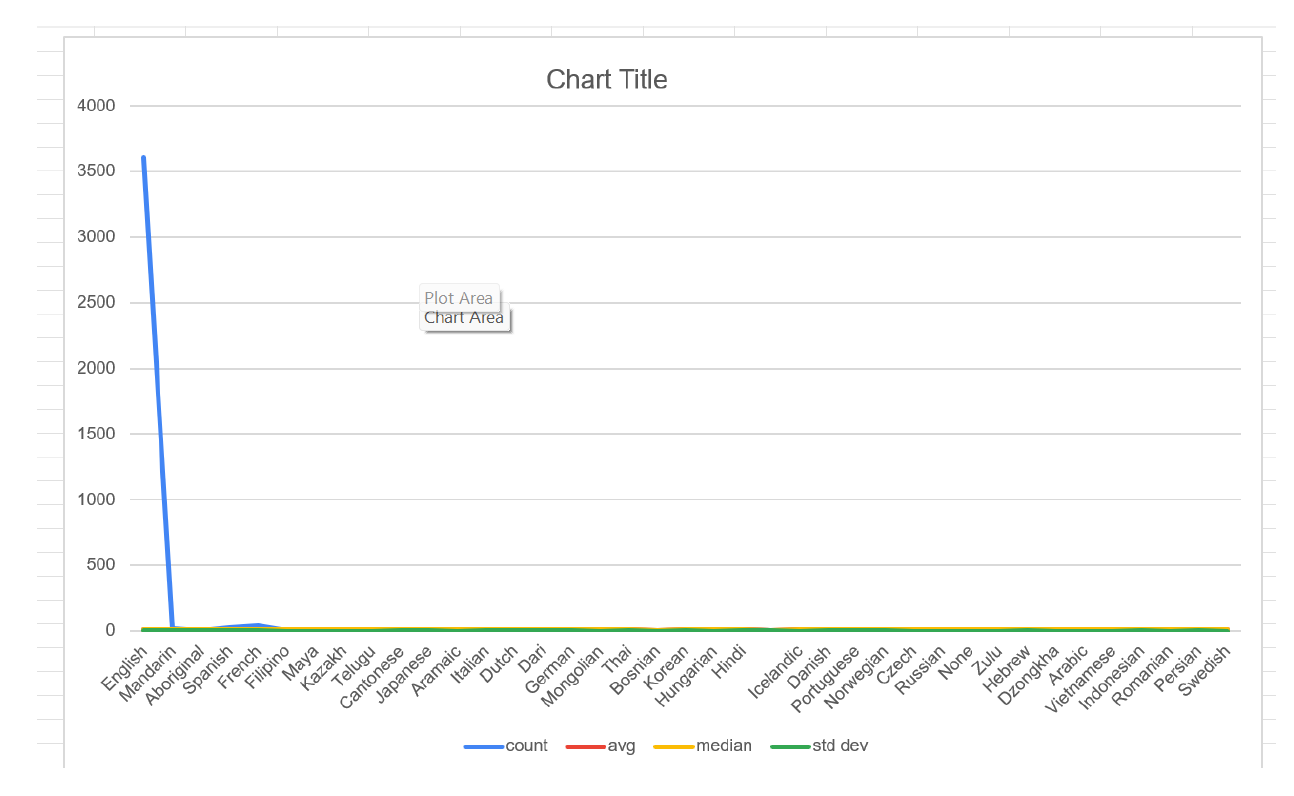 Chart Title
4000
3500
3000
2500
2000
1500
1000
500
0
Plot Area
Chart Area
English
Mandarin
Aboriginal
Spanish
French
Filipino
Maya
Kazakh
Telugu
Cantonese
Japanese
Aramaic
Italian
Dutch
Dari
German
Mongolian
Thai
Bosnian
Korean
Hungarian
Hindi
Icelandic
Danish
Portuguese
Norwegian
Czech
Russian
None
Zulu
Hebrew
Dzongkha
Arabic
Vietnamese
Indonesian
Romanian
Persian
Swedish
count avg median std dev